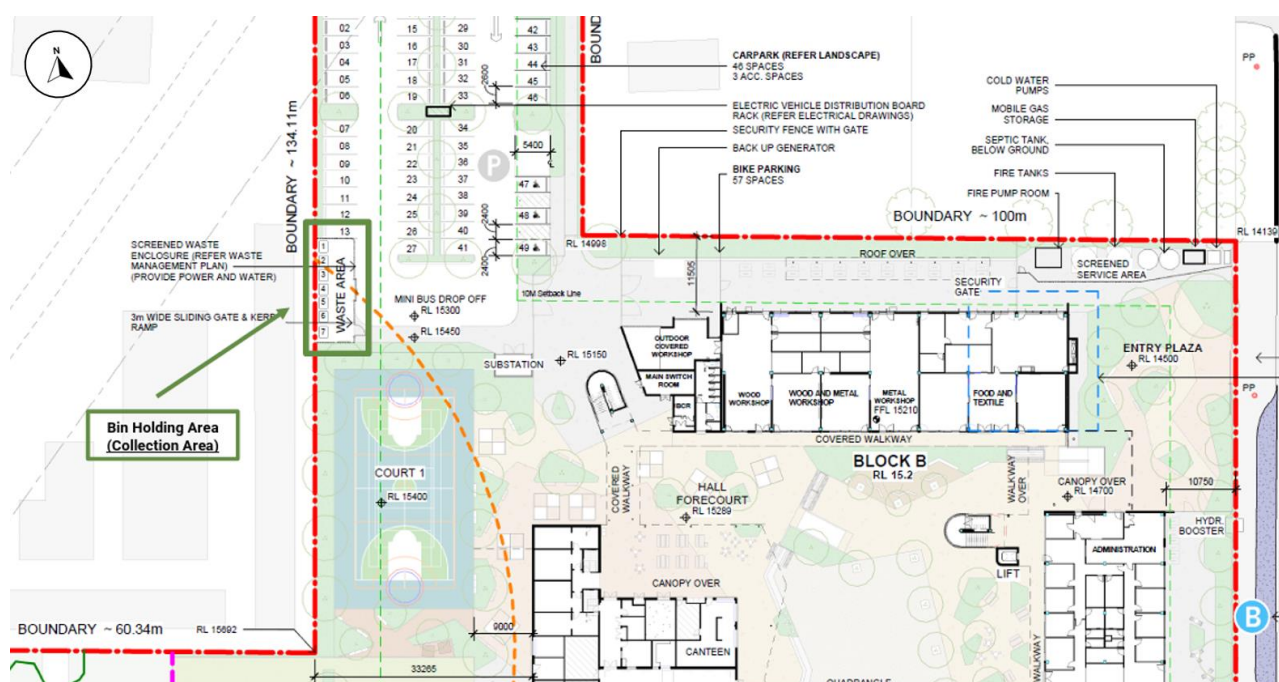 N
02
03
04
05
06
07
08
09
10
11
12
13
15
16
17
18
19
20
21
22
23
24
25
26
27
29
30
31
32
33
34
35
36
37
38
39
40
41
42
43
44
45
46
47
48
49
2600
5400
2400
2400
P
BOUNDARY ~ 134.11m
BOUND
CARPARK (REFER LANDSCAPE)
46 SPACES
3 ACC. SPACES
ELECTRIC VEHICLE DISTRIBUTION BOARD
RACK (REFER ELECTRICAL DRAWINGS)
SECURITY FENCE WITH GATE
BACK UP GENERATOR
BIKE PARKING
57 SPACES
COLD WATER
PUMPS
MOBILE GAS
STORAGE
SEPTIC TANK,
BELOW GROUND
FIRE TANKS
FIRE PUMP ROOM
PP
BOUNDARY ~ 100m
RL 14139
RL 14998
ROOF OVER
SCREENED
SERVICE AREA
SECURITY
GATE
11505
10M Setback Line
SCREENED WASTE
ENCLOSURE (REFER WASTE
MANAGEMENT PLAN)
(PROVIDE POWER AND WATER)
3m WIDE SLIDING GATE & KERB
RAMP
1
2
3
4
5
6
7
WASTE AREA
MINI BUS DROP OFF
RL 15300
RL 15450
SUBSTATION
RL 15150
OUTDOOR
COVERED
WORKSHOP
MAIN SWITCH
ROOM
BCR
WOOD
WORKSHOP
WOOD AND METAL
WORKSHOP
METAL
WORKSHOP
FFL 15210
FOOD AND
TEXTILE
ENTRY PLAZA
RL 14500
PP
Bin Holding Area
(Collection Area)
COURT 1
RL 15400
COVERED WALKWAY
BLOCK B
RL 15.2
COVERED
WALKWAY
HALL
FORECOURT
RL 15289
WALKWAY
OVER
CANOPY OVER
RL 14700
10750
HYDR.
BOOSTER
ADMINISTRATION
LIFT
CANOPY OVER
CANTEEN
WALKWAY
B
BOUNDARY ~ 60.34m
RL 15692
9000
33265
QUADRANGLE